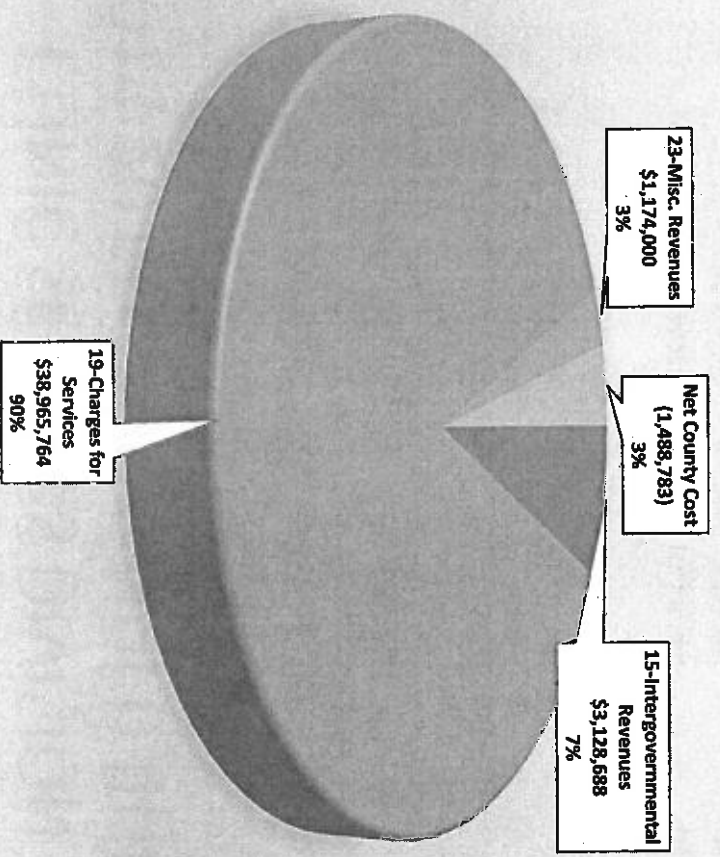 23-Misc. Revenues
$1,174,000
3%
Net County Cost
(1,488,783)
3%
15-Intergovernmental
Revenues
$3,128,688
7%
19-Charges for
Services
$38,965,764
90%